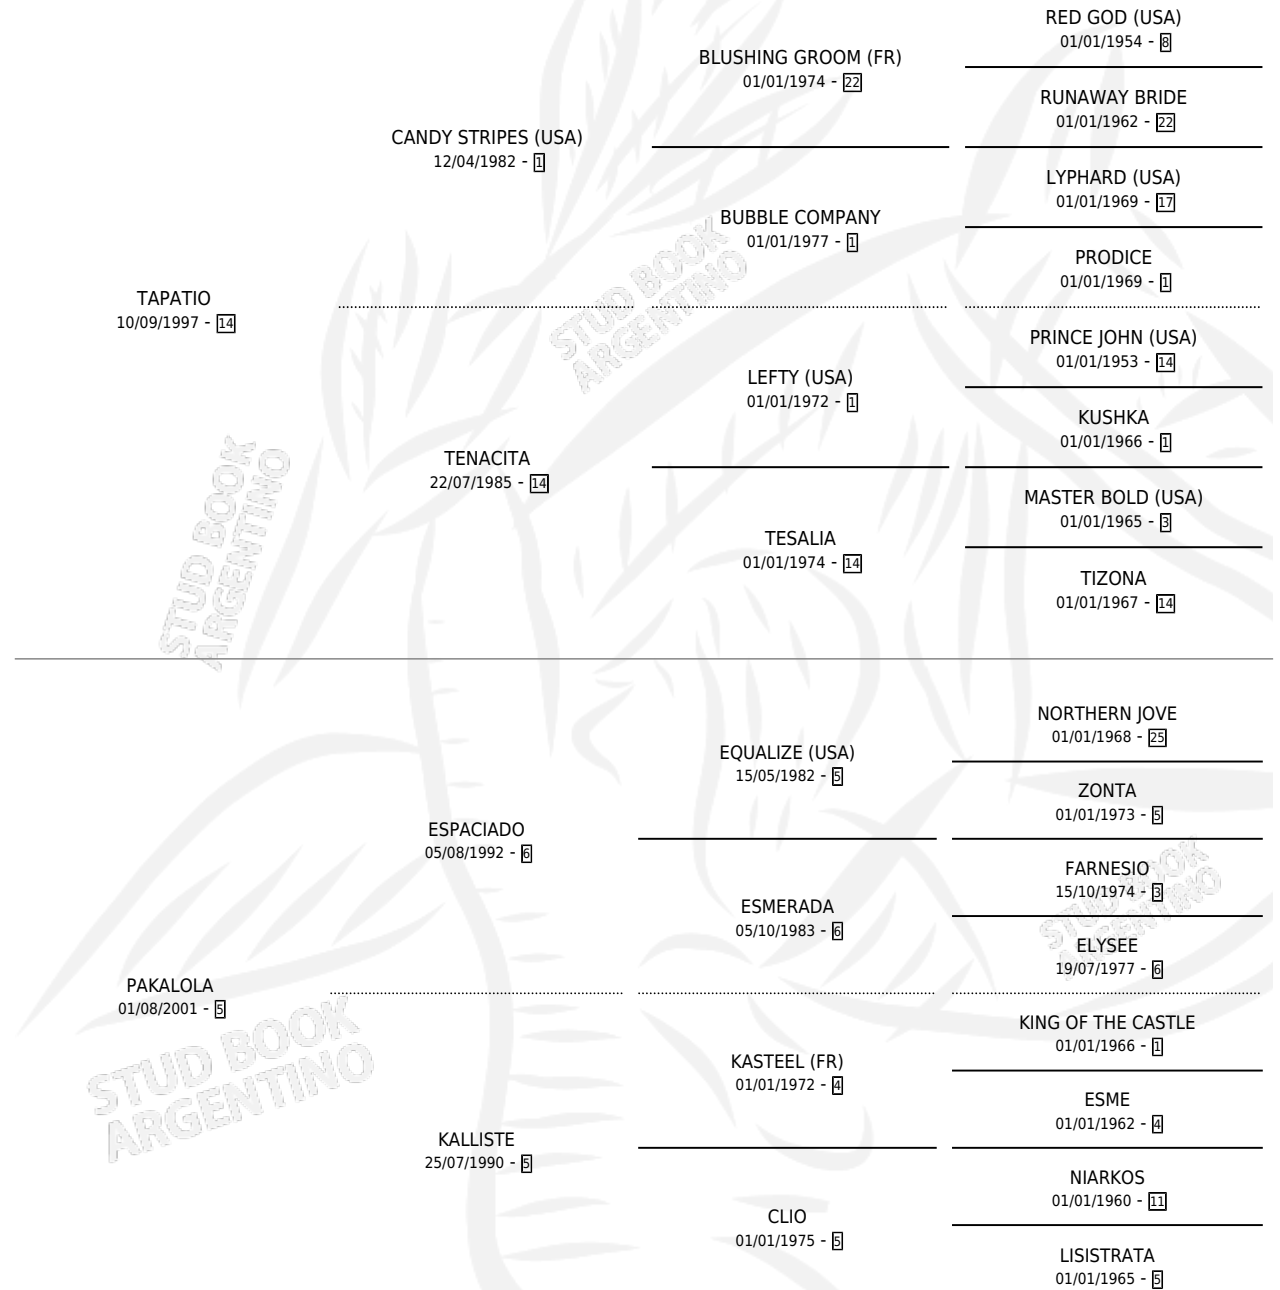 RED GOD (USA)
01/01/1954 - 8
BLUSHING GROOM (FR)
01/01/1974 - 22
RUNAWAY BRIDE
01/01/1962 - 22
CANDY STRIPES (USA)
12/04/1982 - 1
LYPHARD (USA)
01/01/1969 - 17
BUBBLE COMPANY
01/01/1977 - 1
PRODICE
01/01/1969 - 1
TAPATIO
10/09/1997 - 14
STUD BOOK
ARGENTINO
PRINCE JOHN (USA)
01/01/1953 - 14
LEFTY (USA)
01/01/1972 - 1
KUSHKA
01/01/1966 - 1
TENACITA
22/07/1985 - 14
MASTER BOLD (USA)
01/01/1965 - 3
TESALIA
01/01/1974 - 14
TIZONA
01/01/1967 - 14
STUD BOOK
ARGENTINO
NORTHERN JOVE
01/01/1968 - 25
EQUALIZE (USA)
15/05/1982 - 5
ZONTA
01/01/1973 - 5
ESPACIADO
05/08/1992 - 6
FARNESIO
15/10/1974 - 3
ESMERADA
05/10/1983 - 6
STUD BOOK
ARGENTINO
ELYSEE
19/07/1977 - 6
PAKALOLA
01/08/2001 - 5
STUD BOOK
ARGENTINO
KING OF THE CASTLE
01/01/1966 - 1
KASTEEL (FR)
01/01/1972 - 4
ESME
01/01/1962 - 4
KALLISTE
25/07/1990 - 5
NIARKOS
01/01/1960 - 11
CLIO
01/01/1975 - 5
LISISTRATA
01/01/1965 - 5